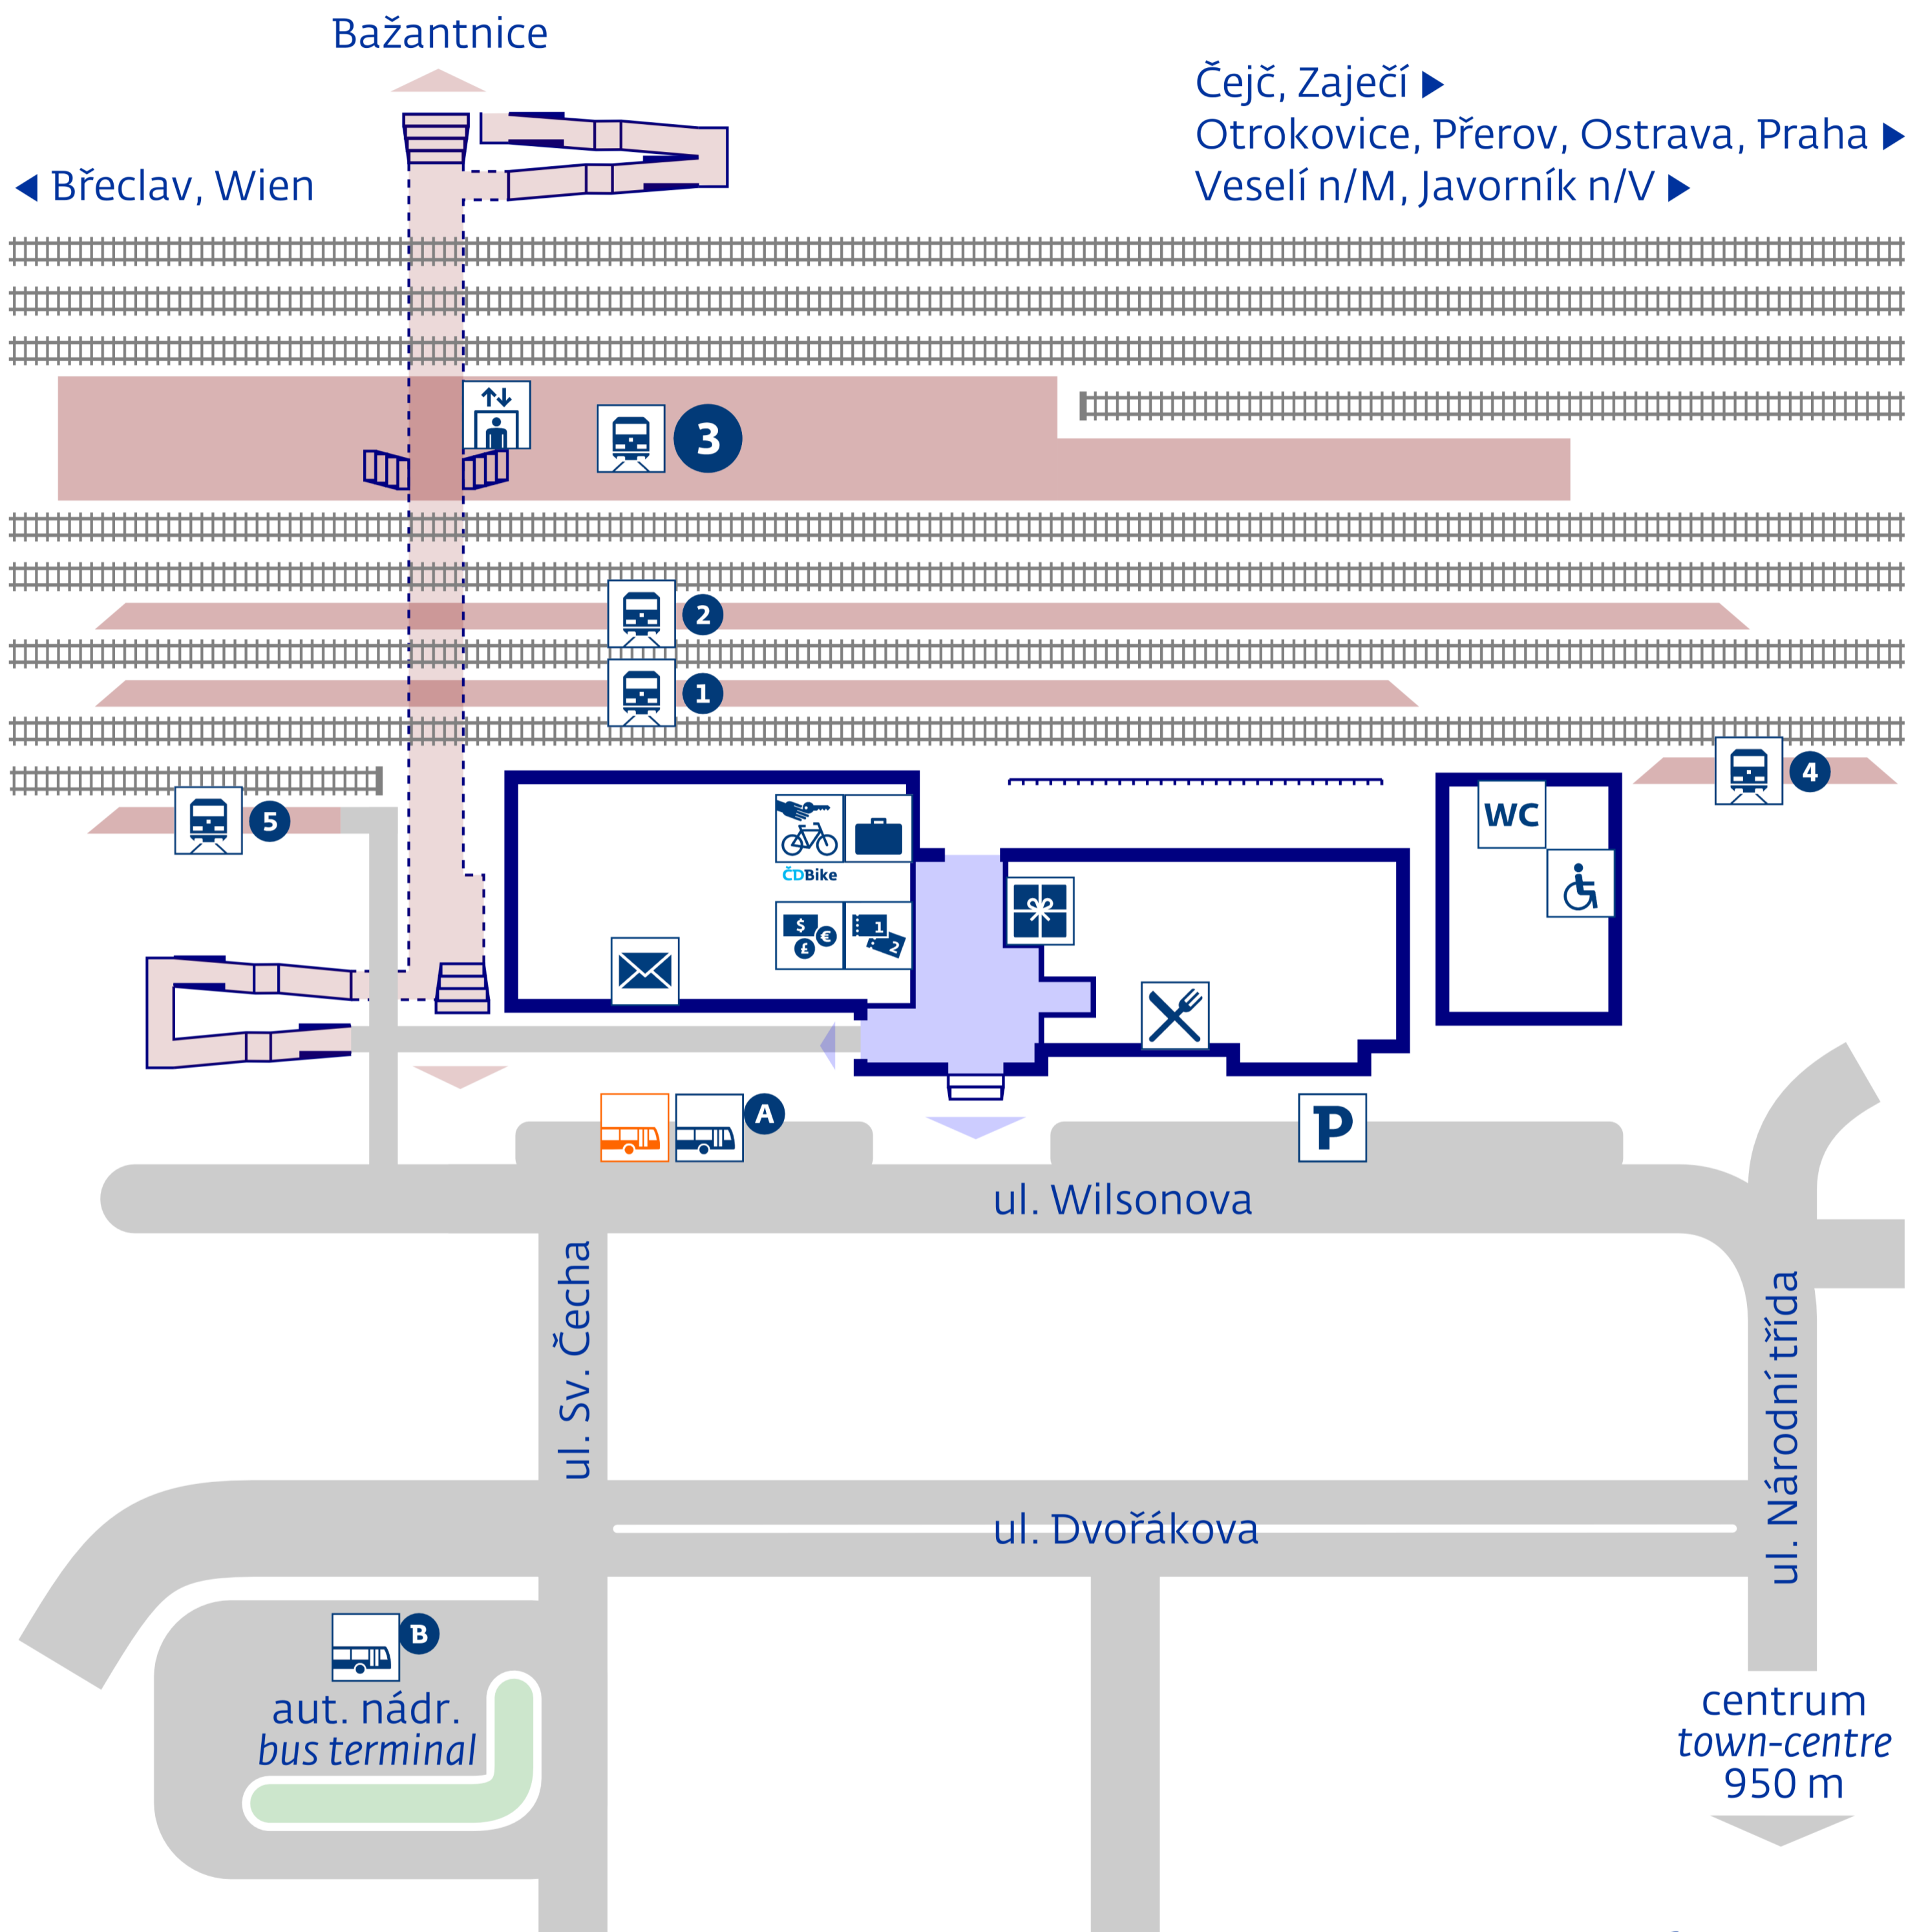 Bažantnice
Čejč, Zaječí
Otrokovice, Přerov, Ostrava, Praha
Veselí n/M, Javorník n/V
Břeclav, Wien
3
2
1
4
5
WC
ČDBike
$ € £
1 2
A
P
ul. Wilsonova
ul. Sv. Čecha
ul. Národní třída
ul. Dvořákova
B
aut. nádr.
bus terminal
centrum
town-centre
950 m